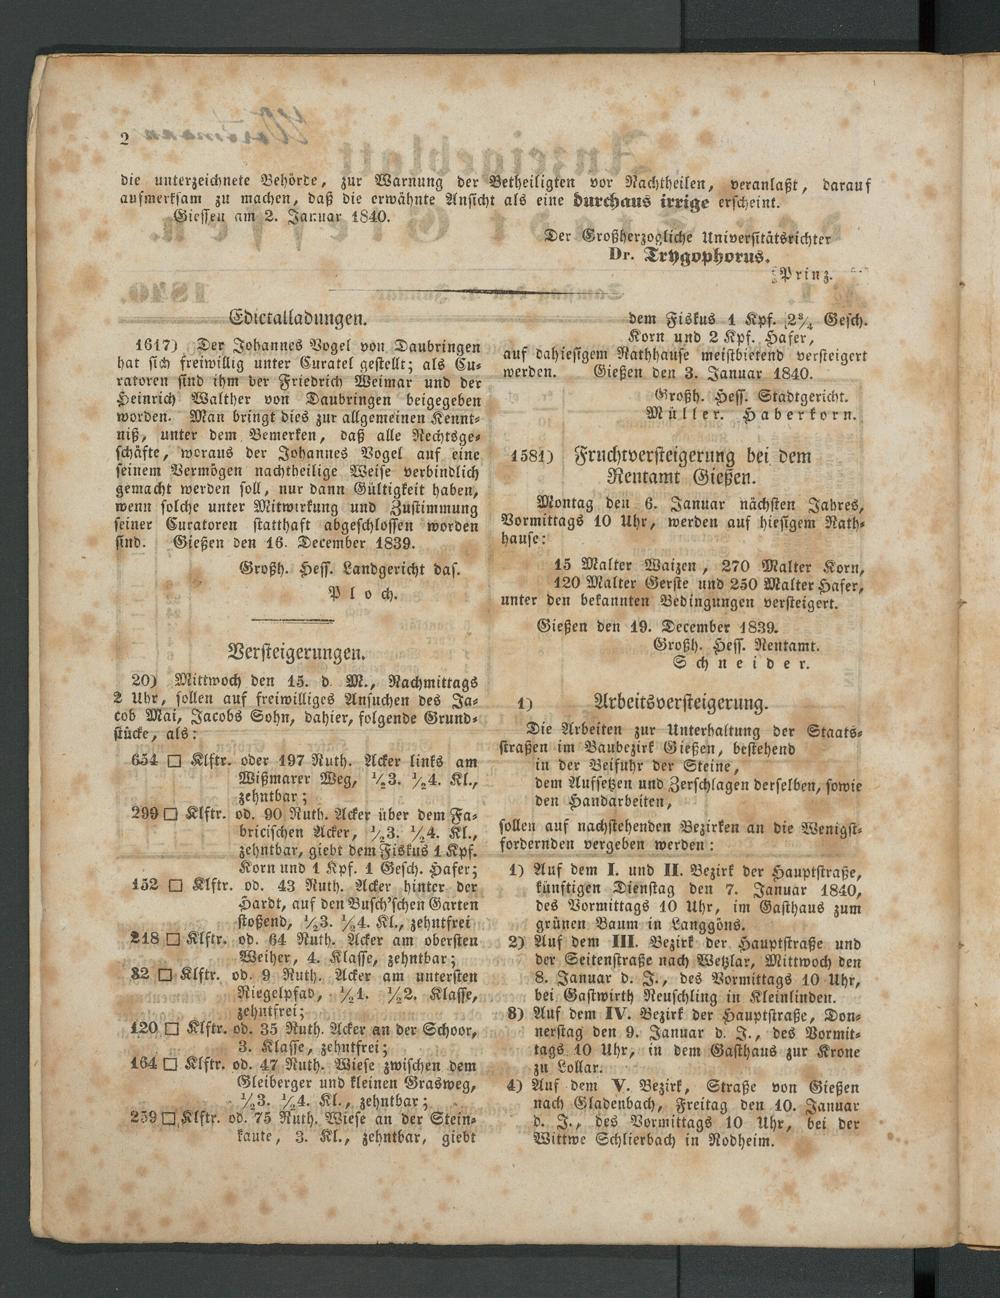 2
die unterzeichnete Behörde, zur Warnung der Betheiligten vor Nachtheilen, veranlaßt, darauf
aufmerksam zu machen, daß die erwähnte Ansicht als eine durchaus irrige erscheint.
Giessen am 2. Januar 1840.
Der Großherzogliche Universitätsrichter
Dr. Trygophorus.
Prinz.
Edictalladungen.
1617) Der Johannes Vogel von Daubringen
hat sich freiwillig unter Curatel gestellt; als Cu-
ratoren sind ihm der Friedrich Weimar und der
Heinrich Walther von Daubringen beigegeben
worden. Man bringt dies zur allgemeinen Kennt-
niß, unter dem Bemerken, daß alle Rechtsge-
schäfte, woraus der Johannes Vogel auf eine
seinem Vermögen nachtheilige Weise verbindlich
gemacht werden soll, nur dann Gültigkeit haben,
wenn solche unter Mitwirkung und Zustimmung
seiner Curatoren statthaft abgeschlossen worden
sind. Gießen den 16. December 1839.
Großh. Hess. Landgericht das.
Ploch.
Versteigerungen.
20) Mittwoch den 15. d. M., Nachmittags
2 Uhr, sollen auf freiwilliges Ansuchen des Ja-
cob Mai, Jacobs Sohn, dahier, folgende Grund-
stücke, als:
654 □ Klftr. oder 197 Ruth. Acker links am
Wißmarer Weg, ½3. ½4. Kl.,
zehntbar;
299 □ Klftr. od. 90 Ruth. Acker über dem Fa-
bricischen Acker, ½3. ½4. Kl.,
zehntbar, giebt dem Fiskus 1 Kpf.
Korn und 1 Kpf. 1 Gesch. Hafer;
152 □ Klftr. od. 43 Ruth. Acker hinter der
Hardt, auf den Busch'schen Garten
stoßend, ½3. ½4. Kl., zehntfrei
218 □ Klftr. od. 64 Ruth. Acker am obersten
Weiher, 4. Klasse, zehntbar;
32 □ Klftr. od. 9 Ruth. Acker am untersten
Riegelpfad, ½1. ½2. Klasse,
zehntfrei;
120 □ Klftr. od. 35 Ruth. Acker an der Schoor,
3. Klasse, zehntfrei;
164 □ Klftr. od. 47 Ruth. Wiese zwischen dem
Gleiberger und kleinen Grasweg,
½3. ½4. Kl., zehntbar;
259 □ Klftr. od. 75 Ruth. Wiese an der Stein-
kaute, 3. Kl., zehntbar, giebt
dem Fiskus 1 Kpf. 2¾ Gesch.
Korn und 2 Kpf. Hafer,
auf dahiesigem Rathhause meistbietend versteigert
werden. Gießen den 3. Januar 1840.
Großh. Hess. Stadtgericht.
Müller. Haberkorn.
1581) Fruchtversteigerung bei dem
Rentamt Gießen.
Montag den 6. Januar nächsten Jahres,
Vormittags 10 Uhr, werden auf hiesigem Rath-
hause:
15 Malter Waizen, 270 Malter Korn,
120 Malter Gerste und 250 Malter Hafer,
unter den bekannten Bedingungen versteigert.
Gießen den 19. December 1839.
Großh. Hess. Rentamt.
Schneider.
1) Arbeitsversteigerung.
Die Arbeiten zur Unterhaltung der Staats-
straßen im Baubezirk Gießen, bestehend
in der Beifuhr der Steine,
dem Aufsetzen und Zerschlagen derselben, sowie
den Handarbeiten,
sollen auf nachstehenden Bezirken an die Wenigst-
fordernden vergeben werden:
1) Auf dem I. und II. Bezirk der Hauptstraße,
künftigen Dienstag den 7. Januar 1840,
des Vormittags 10 Uhr, im Gasthaus zum
grünen Baum in Langgöns.
2) Auf dem III. Bezirk der Hauptstraße und
der Seitenstraße nach Wetzlar, Mittwoch den
8. Januar d. J., des Vormittags 10 Uhr,
bei Gastwirth Reuschling in Kleinlinden.
3) Auf dem IV. Bezirk der Hauptstraße, Don-
nerstag den 9. Januar d. J., des Vormit-
tags 10 Uhr, in dem Gasthaus zur Krone
zu Lollar.
4) Auf dem V. Bezirk, Straße von Gießen
nach Gladenbach, Freitag den 10. Januar
d. J., des Vormittags 10 Uhr, bei der
Wittwe Schlierbach in Rodheim.